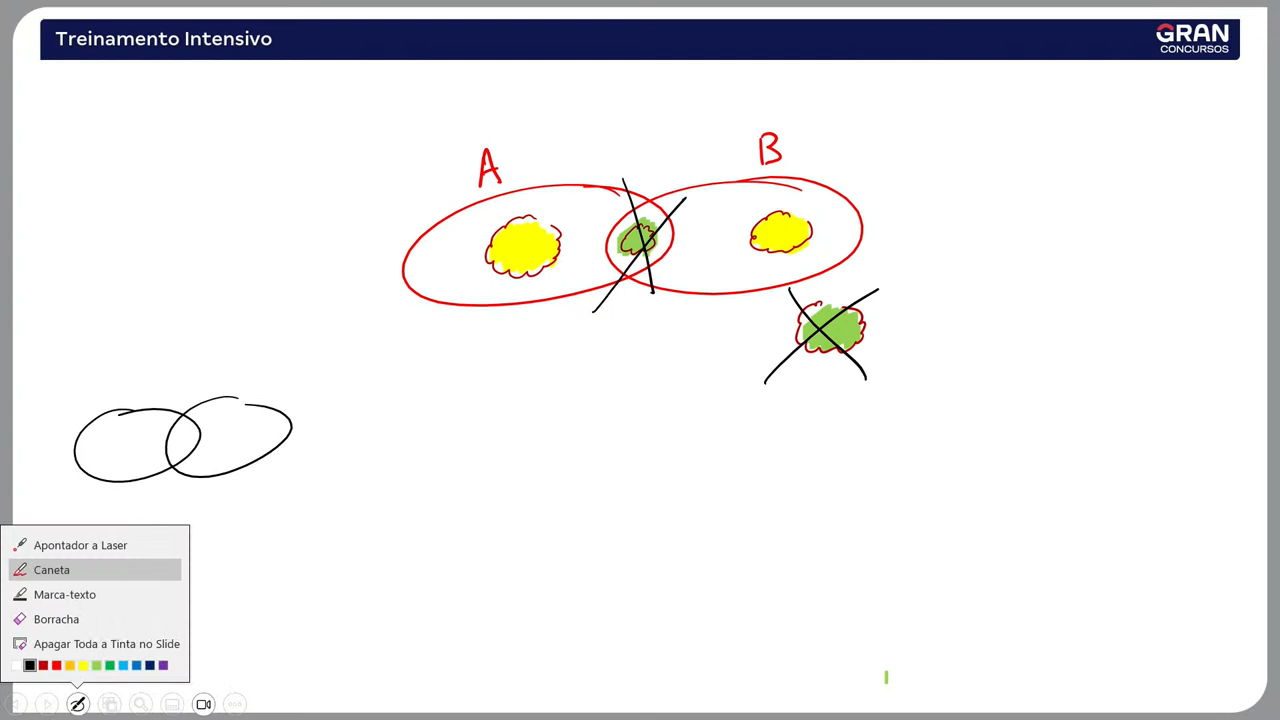 Treinamento Intensivo
GRAN
CONCURSOS
A
B
Apontador a Laser
Caneta
Marca-texto
Borracha
Apagar Toda a Tinta no Slide